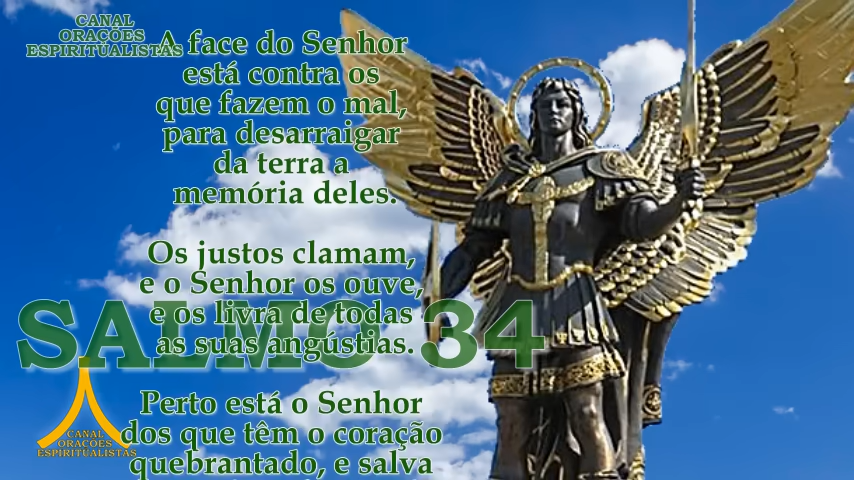 CANAL
ORAÇÕES
ESPIRITUALISTAS
A face do Senhor
está contra os
que fazem o mal,
para desarraigar
da terra a
memória deles.
Os justos clamam,
e o Senhor os ouve,
e os livra de todas
as suas angústias.
SALMO 34
Perto está o Senhor
dos que têm o coração
quebrantado, e salva
CANAL
ORAÇÕES
ESPIRITUALISTAS